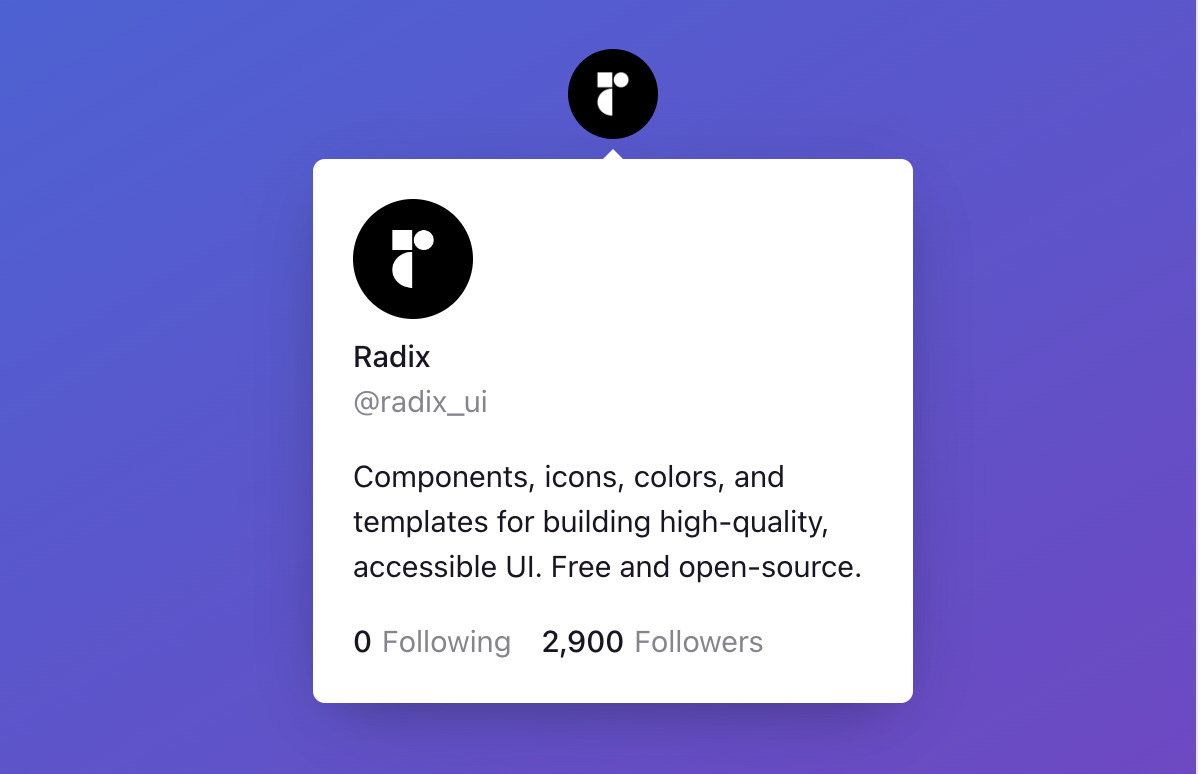 Radix
@radix_ui
Components, icons, colors, and
templates for building high-quality,
accessible UI. Free and open-source.
0 Following 2,900 Followers